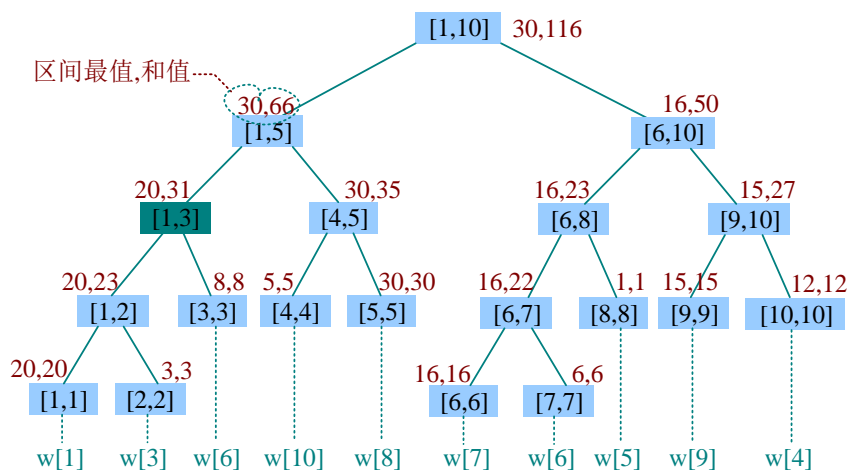 [1,10] 30,116
区间最值,和值
30,66 16,50
[1,5] [6,10]
20,31 30,35 16,23 15,27
[1,3] [4,5] [6,8] [9,10]
20,23 8,8 5,5 30,30 16,22 1,1 15,15 12,12
[1,2] [3,3] [4,4] [5,5] [6,7] [8,8] [9,9] [10,10]
20,20 3,3 16,16 6,6
[1,1] [2,2] [6,6] [7,7]
w[1] w[3] w[6] w[10] w[8] w[7] w[6] w[5] w[9] w[4]